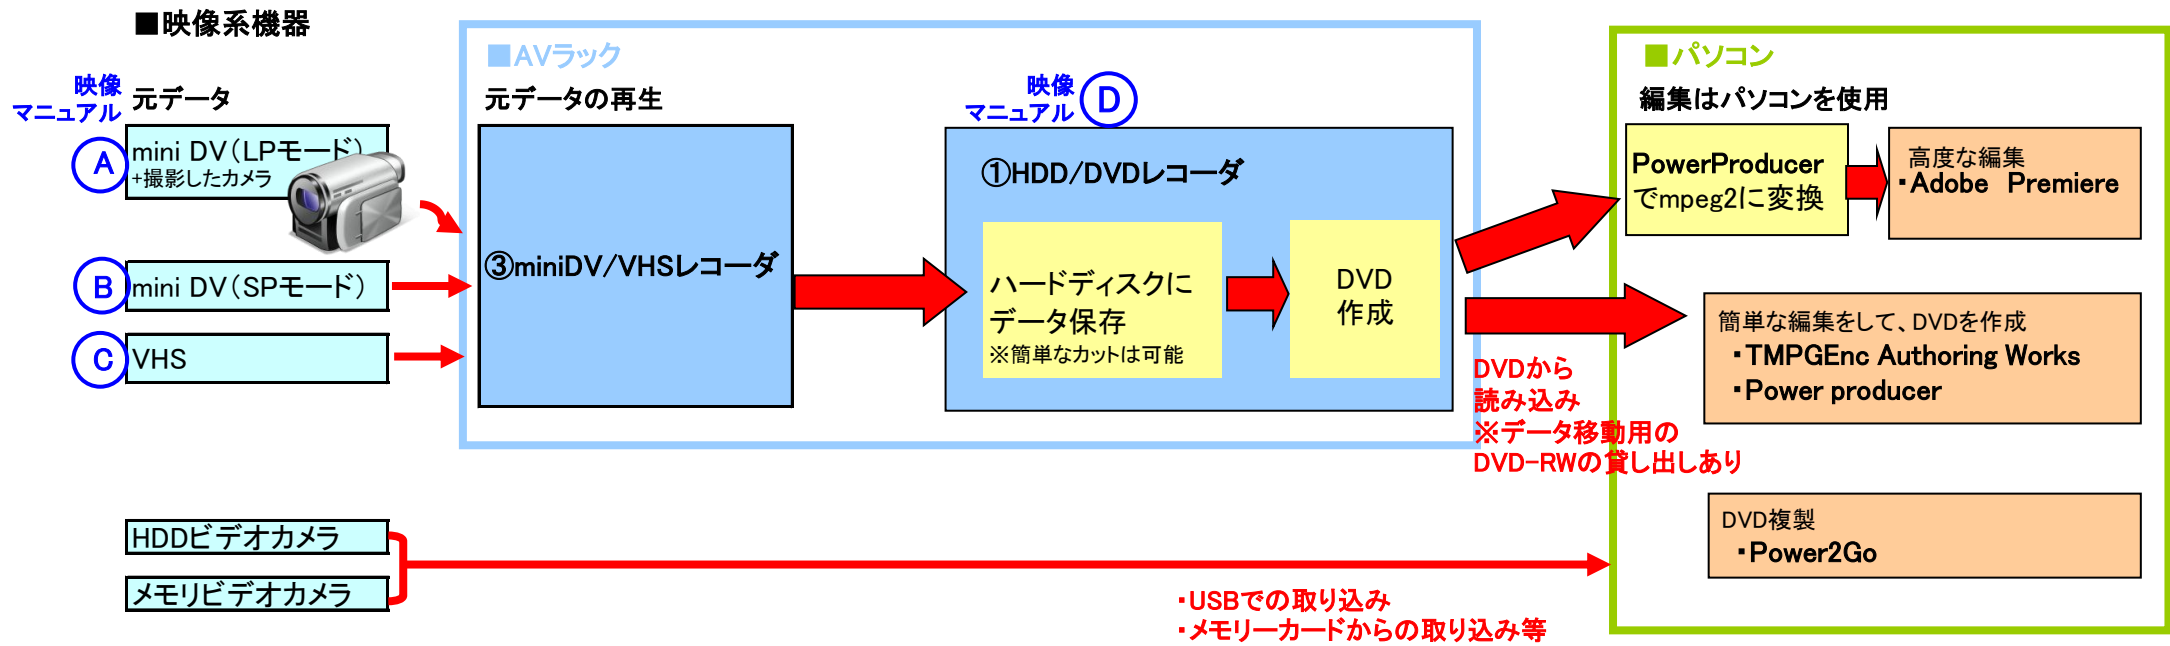 ■映像系機器
映像
マニュアル
元データ
A
mini DV（LPモード）
+撮影したカメラ
B
mini DV（SPモード）
C
VHS
HDDビデオカメラ
メモリビデオカメラ
■AVラック
元データの再生
③miniDV/VHSレコーダ
映像
マニュアル
D
①HDD/DVDレコーダ
ハードディスクに
データ保存
※簡単なカットは可能
DVD
作成
DVDから
読み込み
※データ移動用の
DVD-RWの貸し出しあり
・USBでの取り込み
・メモリーカードからの取り込み等
■パソコン
編集はパソコンを使用
PowerProducer
でmpeg2に変換
高度な編集
・Adobe　Premiere
簡単な編集をして、DVDを作成
・TMPGEnc Authoring Works
・Power producer
DVD複製
・Power2Go